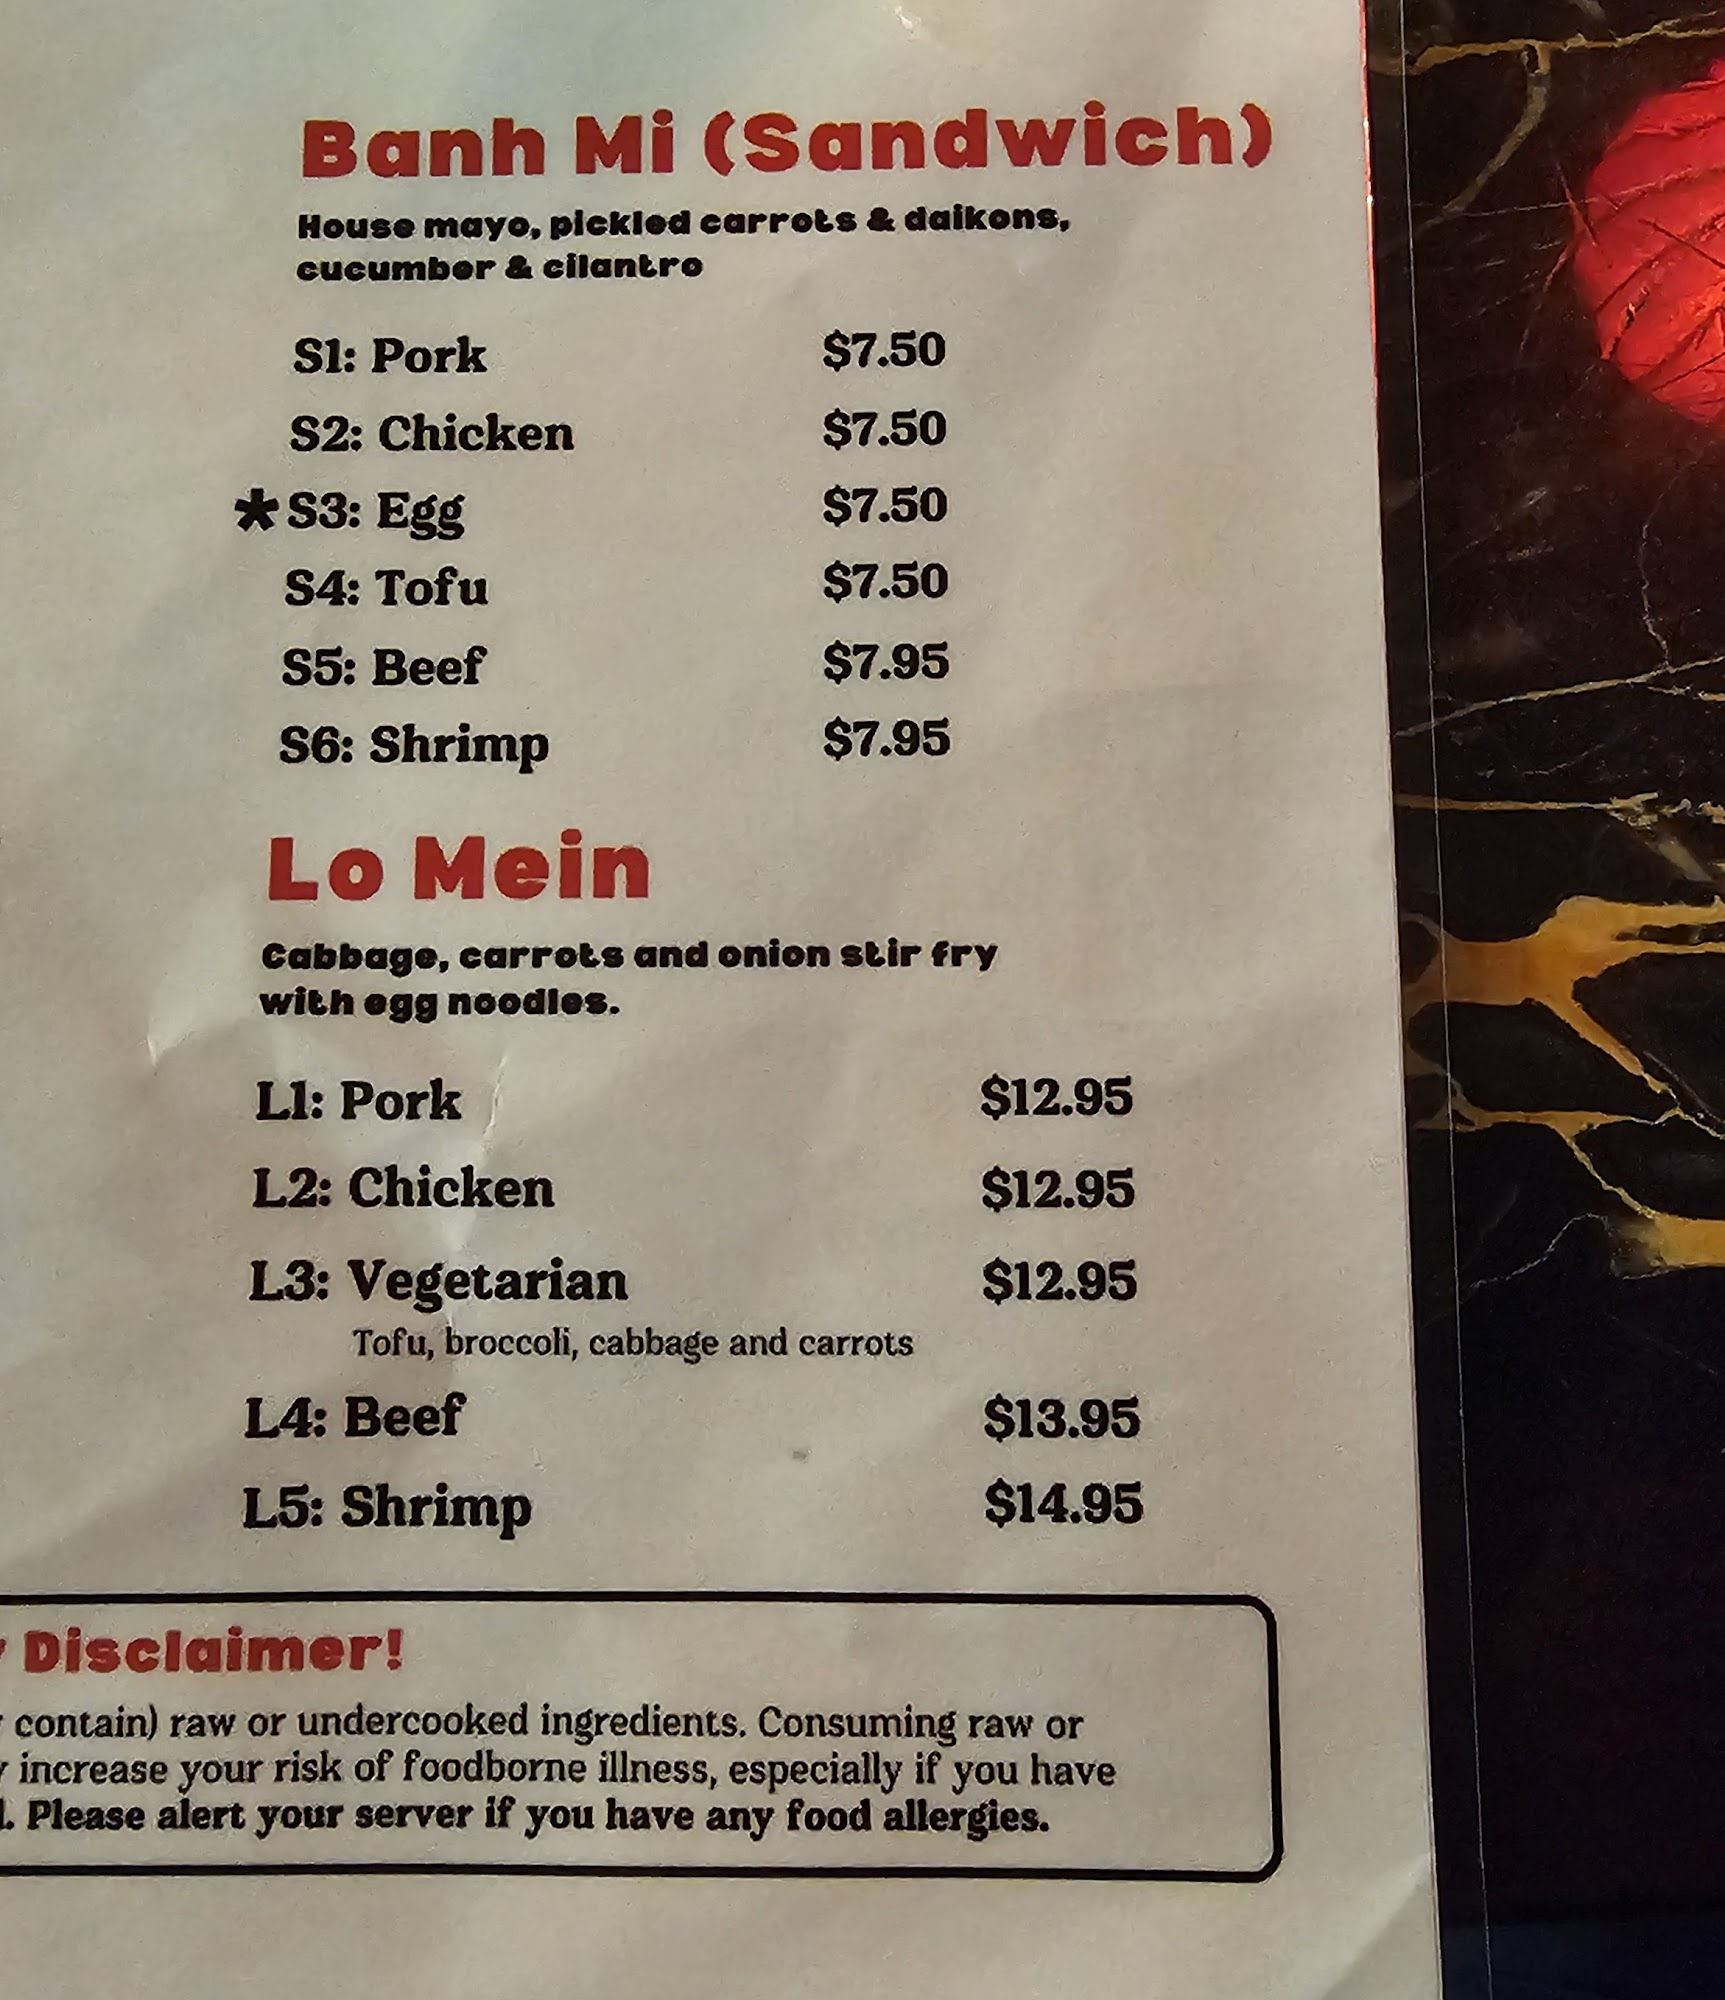 Banh Mi (Sandwich)
House mayo, pickled carrots & daikons,
cucumber & cilantro
S1: Pork $7.50
S2: Chicken $7.50
*S3: Egg $7.50
S4: Tofu $7.50
S5: Beef $7.95
S6: Shrimp $7.95
Lo Mein
Cabbage, carrots and onion stir fry
with egg noodles.
L1: Pork $12.95
L2: Chicken $12.95
L3: Vegetarian $12.95
Tofu, broccoli, cabbage and carrots
L4: Beef $13.95
L5: Shrimp $14.95
Disclaimer!
contain) raw or undercooked ingredients. Consuming raw or
increase your risk of foodborne illness, especially if you have
Please alert your server if you have any food allergies.